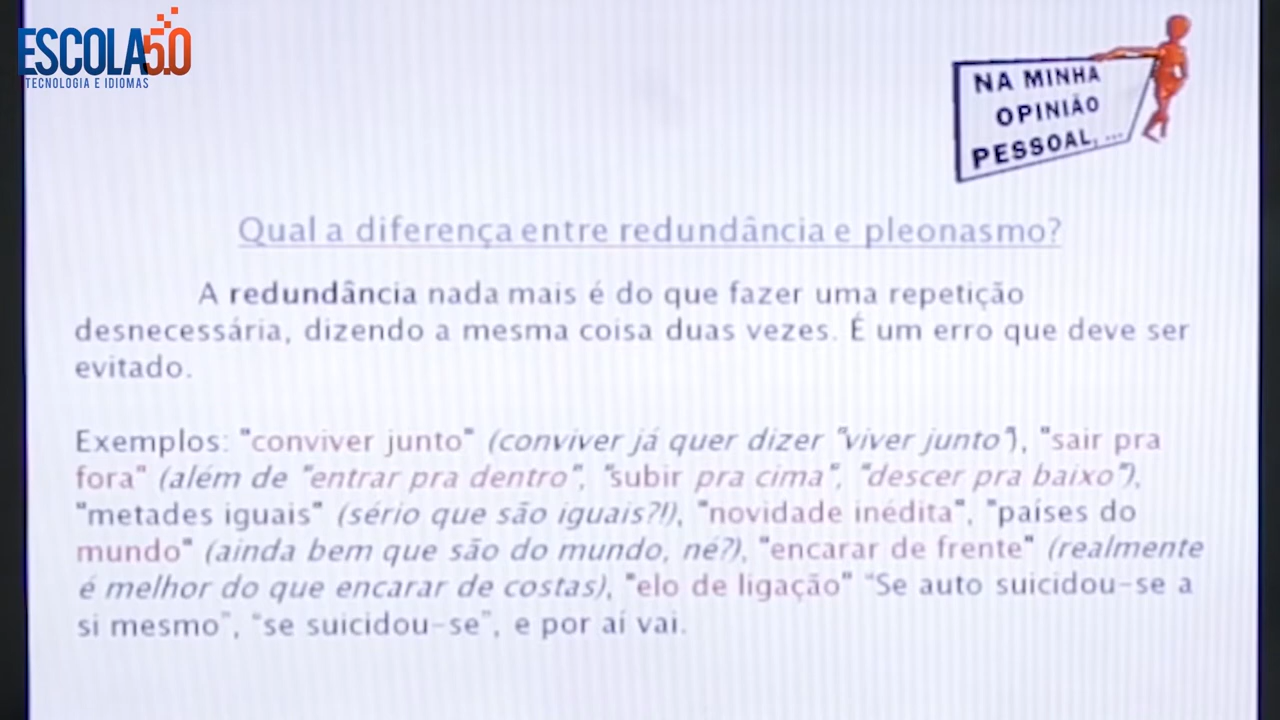 ESCOLA5.0
TECNOLOGIA E IDIOMAS
NA MINHA
OPINIÃO
PESSOAL, ...
Qual a diferença entre redundância e pleonasmo?
A redundância nada mais é do que fazer uma repetição
desnecessária, dizendo a mesma coisa duas vezes. É um erro que deve ser
evitado.
Exemplos: "conviver junto" (conviver já quer dizer "viver junto"), "sair pra
fora" (além de "entrar pra dentro", "subir pra cima", "descer pra baixo"),
"metades iguais" (sério que são iguais?!), "novidade inédita", "países do
mundo" (ainda bem que são do mundo, né?), "encarar de frente" (realmente
é melhor do que encarar de costas), "elo de ligação" "Se auto suicidou-se a
si mesmo", "se suicidou-se", e por aí vai.